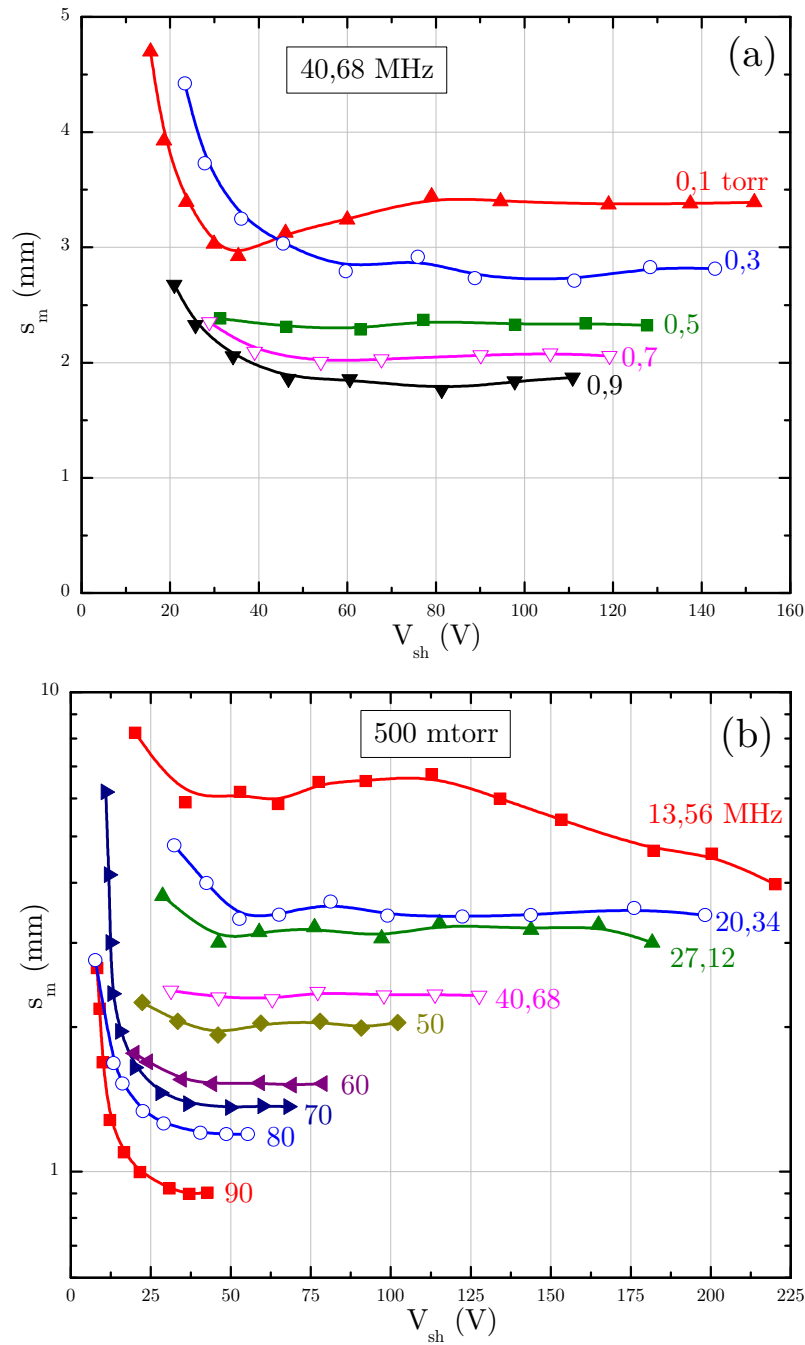 (a)
40,68 MHz
5
4
3
2
1
0
s_m (mm)
0,1 torr
0,3
0,5
0,7
0,9
0 20 40 60 80 100 120 140 160
V_sh (V)
(b)
500 mtorr
10
1
s_m (mm)
13,56 MHz
20,34
27,12
40,68
50
60
70
80
90
0 25 50 75 100 125 150 175 200 225
V_sh (V)